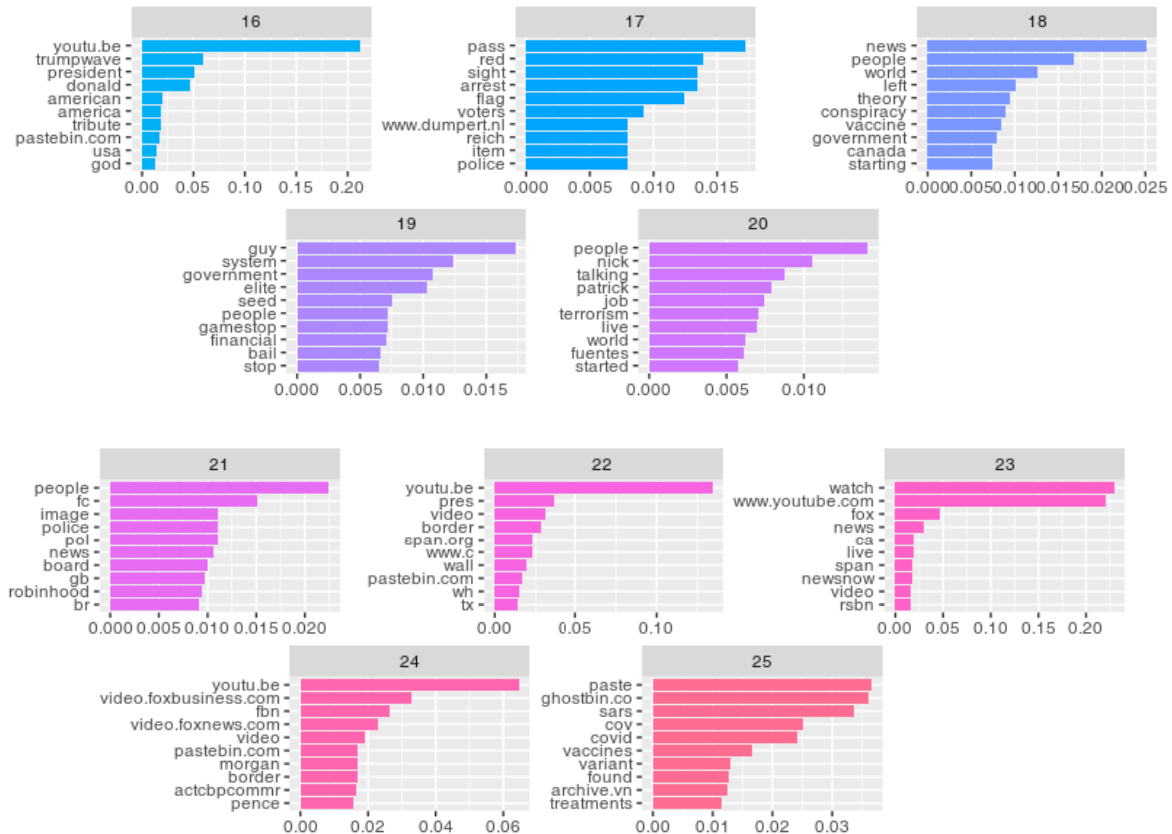 16
youtu.be
trumpwave
president
donald
american
america
tribute
pastebin.com
usa
god
0.00 0.05 0.10 0.15 0.20
17
pass
red
sight
arrest
flag
voters
www.dumpert.nl
reich
item
police
0.000 0.005 0.010 0.015
18
news
people
world
left
theory
conspiracy
vaccine
government
canada
starting
0.000 0.005 0.010 0.015 0.020 0.025
19
guy
system
government
elite
seed
people
gamestop
financial
bail
stop
0.000 0.005 0.010 0.015
20
people
nick
talking
patrick
job
terrorism
live
world
fuentes
started
0.000 0.005 0.010
21
people
fc
image
police
pol
news
board
gb
robinhood
br
0.000 0.005 0.010 0.015 0.020
22
youtu.be
pres
video
border
span.org
www.c
wall
pastebin.com
wh
tx
0.00 0.05 0.10
23
watch
www.youtube.com
fox
news
ca
live
span
newsnow
video
rsbn
0.00 0.05 0.10 0.15 0.20
24
youtu.be
video.foxbusiness.com
fbn
video.foxnews.com
video
pastebin.com
morgan
border
actcbpcommr
pence
0.00 0.02 0.04 0.06
25
paste
ghostbin.co
sars
cov
covid
vaccines
variant
found
archive.vn
treatments
0.00 0.01 0.02 0.03